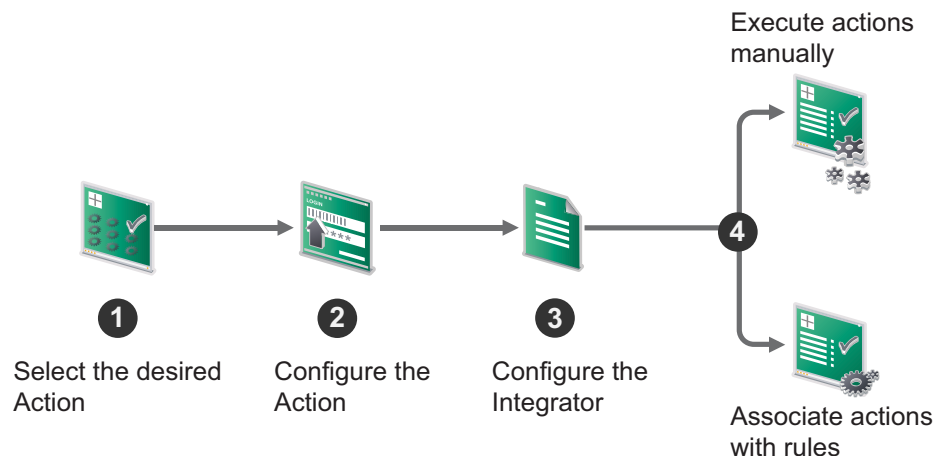 Execute actions
manually
LOGIN
****
4
1
2
3
Select the desired
Action
Configure the
Action
Configure the
Integrator
Associate actions
with rules